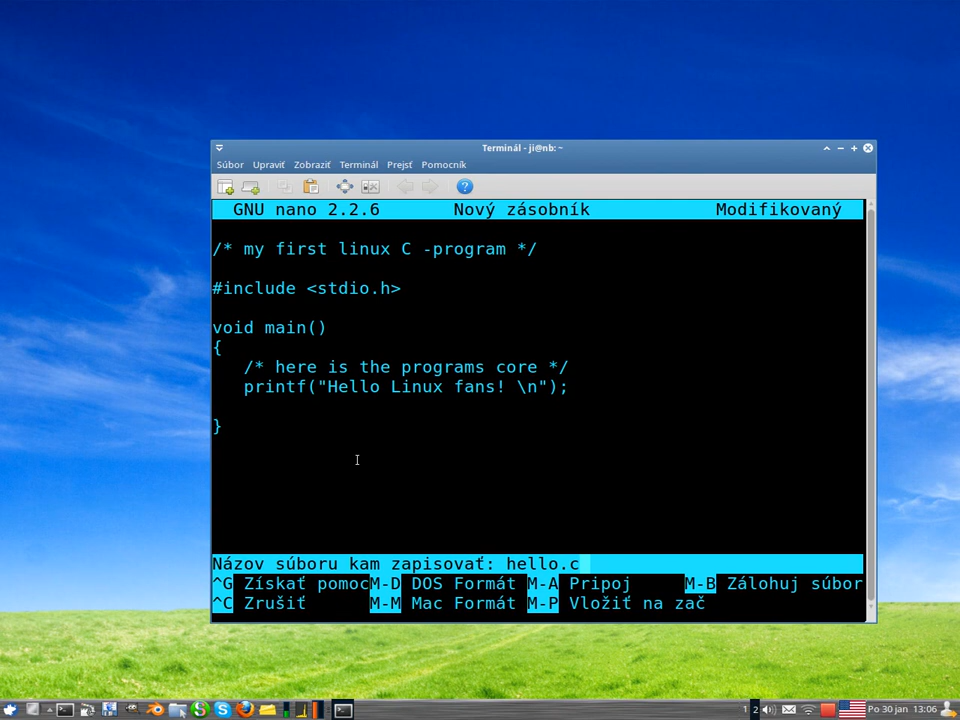 Terminál - ji@nb: ~
Súbor Upraviť Zobraziť Terminál Prejsť Pomocník
GNU nano 2.2.6 Nový zásobník Modifikovaný
/* my first linux C -program */
#include <stdio.h>
void main()
{
/* here is the programs core */
printf("Hello Linux fans! \n");
}
Názov súboru kam zapisovať: hello.c
^G Získať pomoc M-D DOS Formát M-A Pripoj M-B Zálohuj súbor
^C Zrušiť M-M Mac Formát M-P Vložiť na zač
1 2 Po 30 jan 13:06